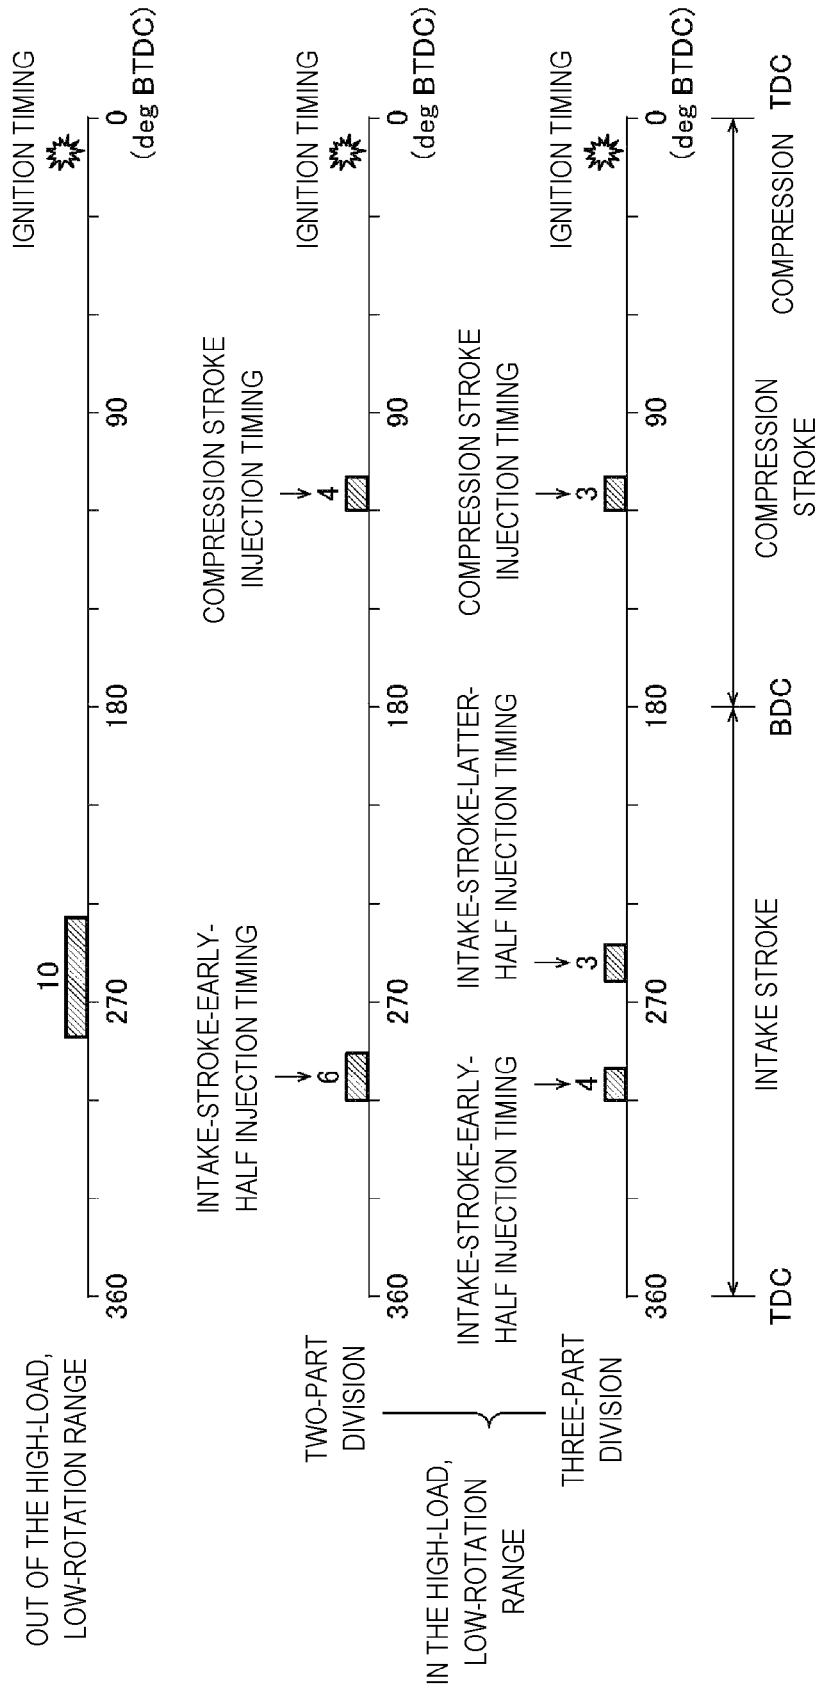 OUT OF THE HIGH-LOAD,
LOW-ROTATION RANGE
10
IGNITION TIMING
360
270
180
90
0
(deg BTDC)
IN THE HIGH-LOAD,
LOW-ROTATION
RANGE
TWO-PART
DIVISION
INTAKE-STROKE-EARLY-
HALF INJECTION TIMING
6
COMPRESSION STROKE
INJECTION TIMING
4
IGNITION TIMING
360
270
180
90
0
(deg BTDC)
THREE-PART
DIVISION
INTAKE-STROKE-EARLY-
HALF INJECTION TIMING
4
INTAKE-STROKE-LATTER-
HALF INJECTION TIMING
3
COMPRESSION STROKE
INJECTION TIMING
3
IGNITION TIMING
360
270
180
90
0
(deg BTDC)
TDC
INTAKE STROKE
BDC
COMPRESSION
STROKE
COMPRESSION
TDC